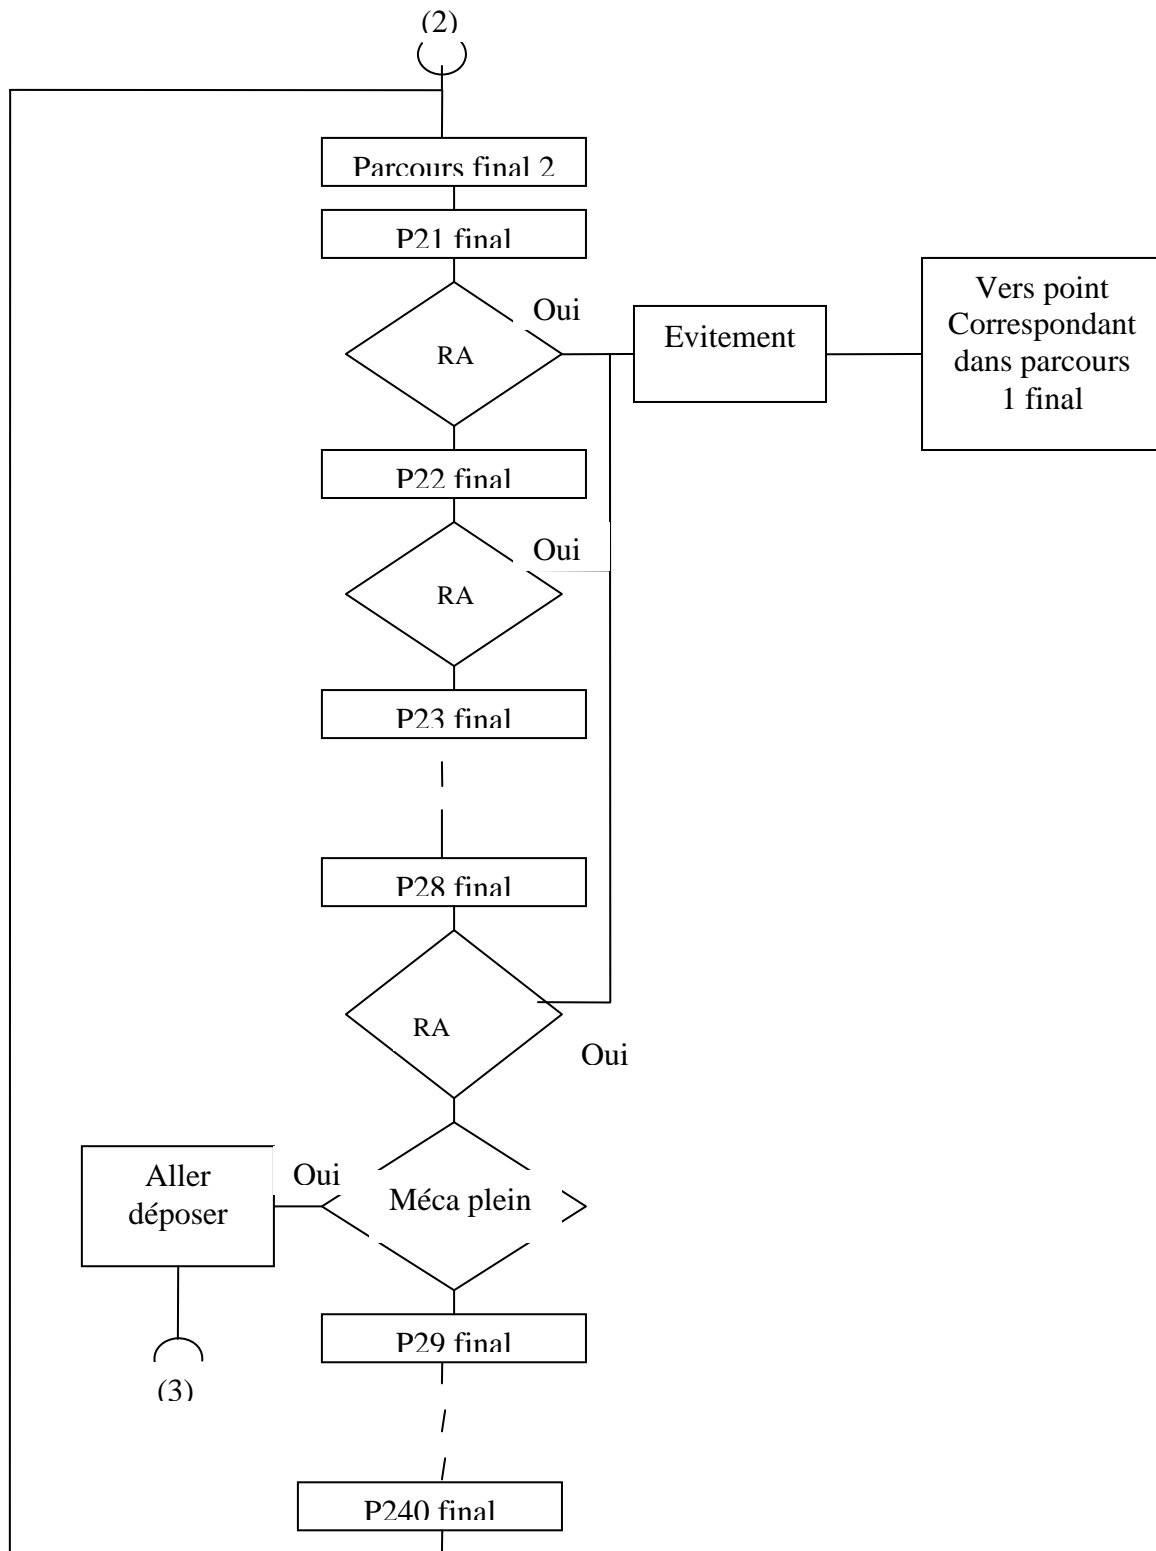 (2)
Parcours final 2
P21 final
Oui
RA
Evitement
Vers point
Correspondant
dans parcours
1 final
P22 final
Oui
RA
P23 final
P28 final
RA
Oui
Aller
déposer
Oui
Méca plein
P29 final
(3)
P240 final